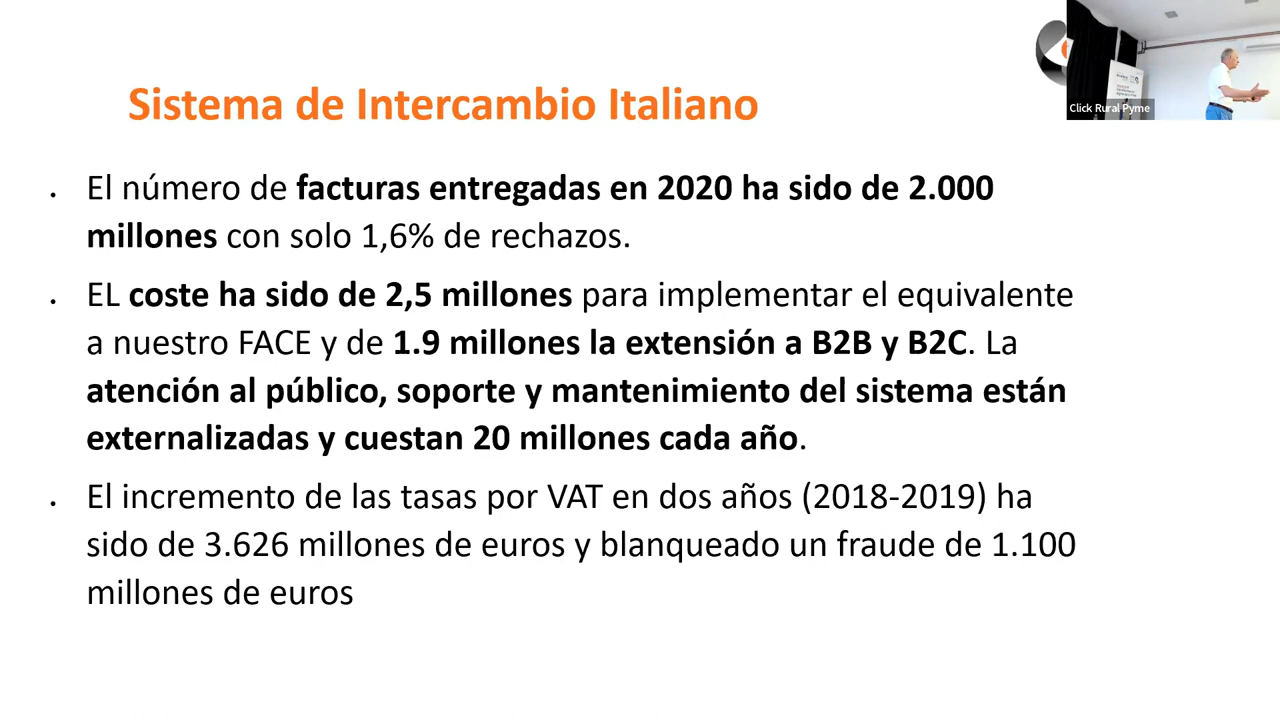 Sistema de Intercambio Italiano
Click Rural Pyme
• El número de facturas entregadas en 2020 ha sido de 2.000
millones con solo 1,6% de rechazos.
• EL coste ha sido de 2,5 millones para implementar el equivalente
a nuestro FACE y de 1.9 millones la extensión a B2B y B2C. La
atención al público, soporte y mantenimiento del sistema están
externalizadas y cuestan 20 millones cada año.
• El incremento de las tasas por VAT en dos años (2018-2019) ha
sido de 3.626 millones de euros y blanqueado un fraude de 1.100
millones de euros